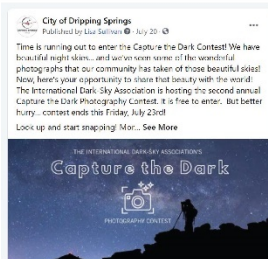 City of Dripping Springs
Published by Lisa Sullivan · July 20 ·
Time is running out to enter the Capture the Dark Contest! We have
beautiful night skies... and we've seen some of the wonderful
photographs that our community has taken of those beautiful skies!
Now, here's your opportunity to share that beauty with the world!
The International Dark-Sky Association is hosting the second annual
Capture the Dark Photography Contest. It is free to enter. But better
hurry... contest ends this Friday, July 23rd!
Look up and start snapping! Mor... See More
THE INTERNATIONAL DARK-SKY ASSOCIATION'S
Capture the Dark
PHOTOGRAPHY CONTEST